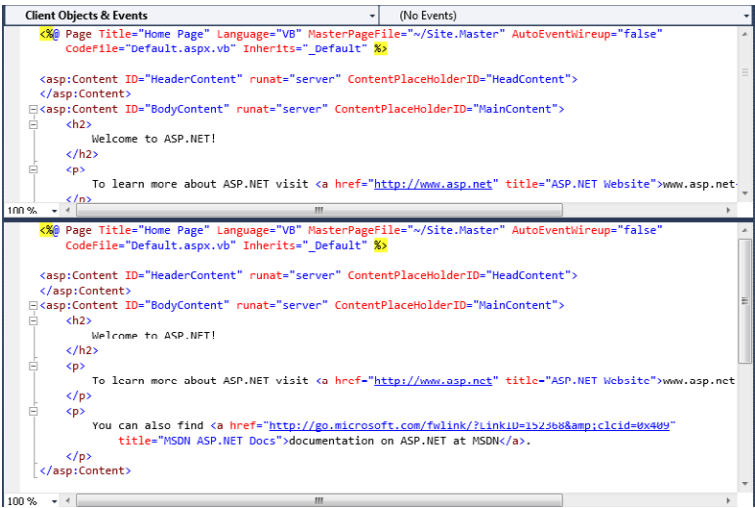 Client Objects & Events (No Events)
<%@ Page Title="Home Page" Language="VB" MasterPageFile="~/Site.Master" AutoEventWireup="false"
CodeFile="Default.aspx.vb" Inherits="_Default" %>
<asp:Content ID="HeaderContent" runat="server" ContentPlaceHolderID="HeadContent">
</asp:Content>
<asp:Content ID="BodyContent" runat="server" ContentPlaceHolderID="MainContent">
<h2>
Welcome to ASP.NET!
</h2>
<p>
To learn more about ASP.NET visit <a href="http://www.asp.net" title="ASP.NET Website">www.asp.net
</p>
100 %
<%@ Page Title="Home Page" Language="VB" MasterPageFile="~/Site.Master" AutoEventWireup="false"
CodeFile="Default.aspx.vb" Inherits="_Default" %>
<asp:Content ID="HeaderContent" runat="server" ContentPlaceHolderID="HeadContent">
</asp:Content>
<asp:Content ID="BodyContent" runat="server" ContentPlaceHolderID="MainContent">
<h2>
Welcome to ASP.NET!
</h2>
<p>
To learn more about ASP.NET visit <a href="http://www.asp.net" title="ASP.NET Website">www.asp.net
</p>
<p>
You can also find <a href="http://go.microsoft.com/fwlink/?LinkID=152368&amp;clcid=0x409"
title="MSDN ASP.NET Docs">documentation on ASP.NET at MSDN</a>.
</p>
</asp:Content>
100 %